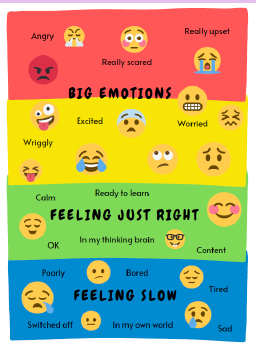 Angry
Really upset
Really scared
BIG EMOTIONS
Excited
Worried
Wriggly
Calm
Ready to learn
FEELING JUST RIGHT
OK
In my thinking brain
Content
Poorly
Bored
Tired
FEELING SLOW
Switched off
In my own world
Sad